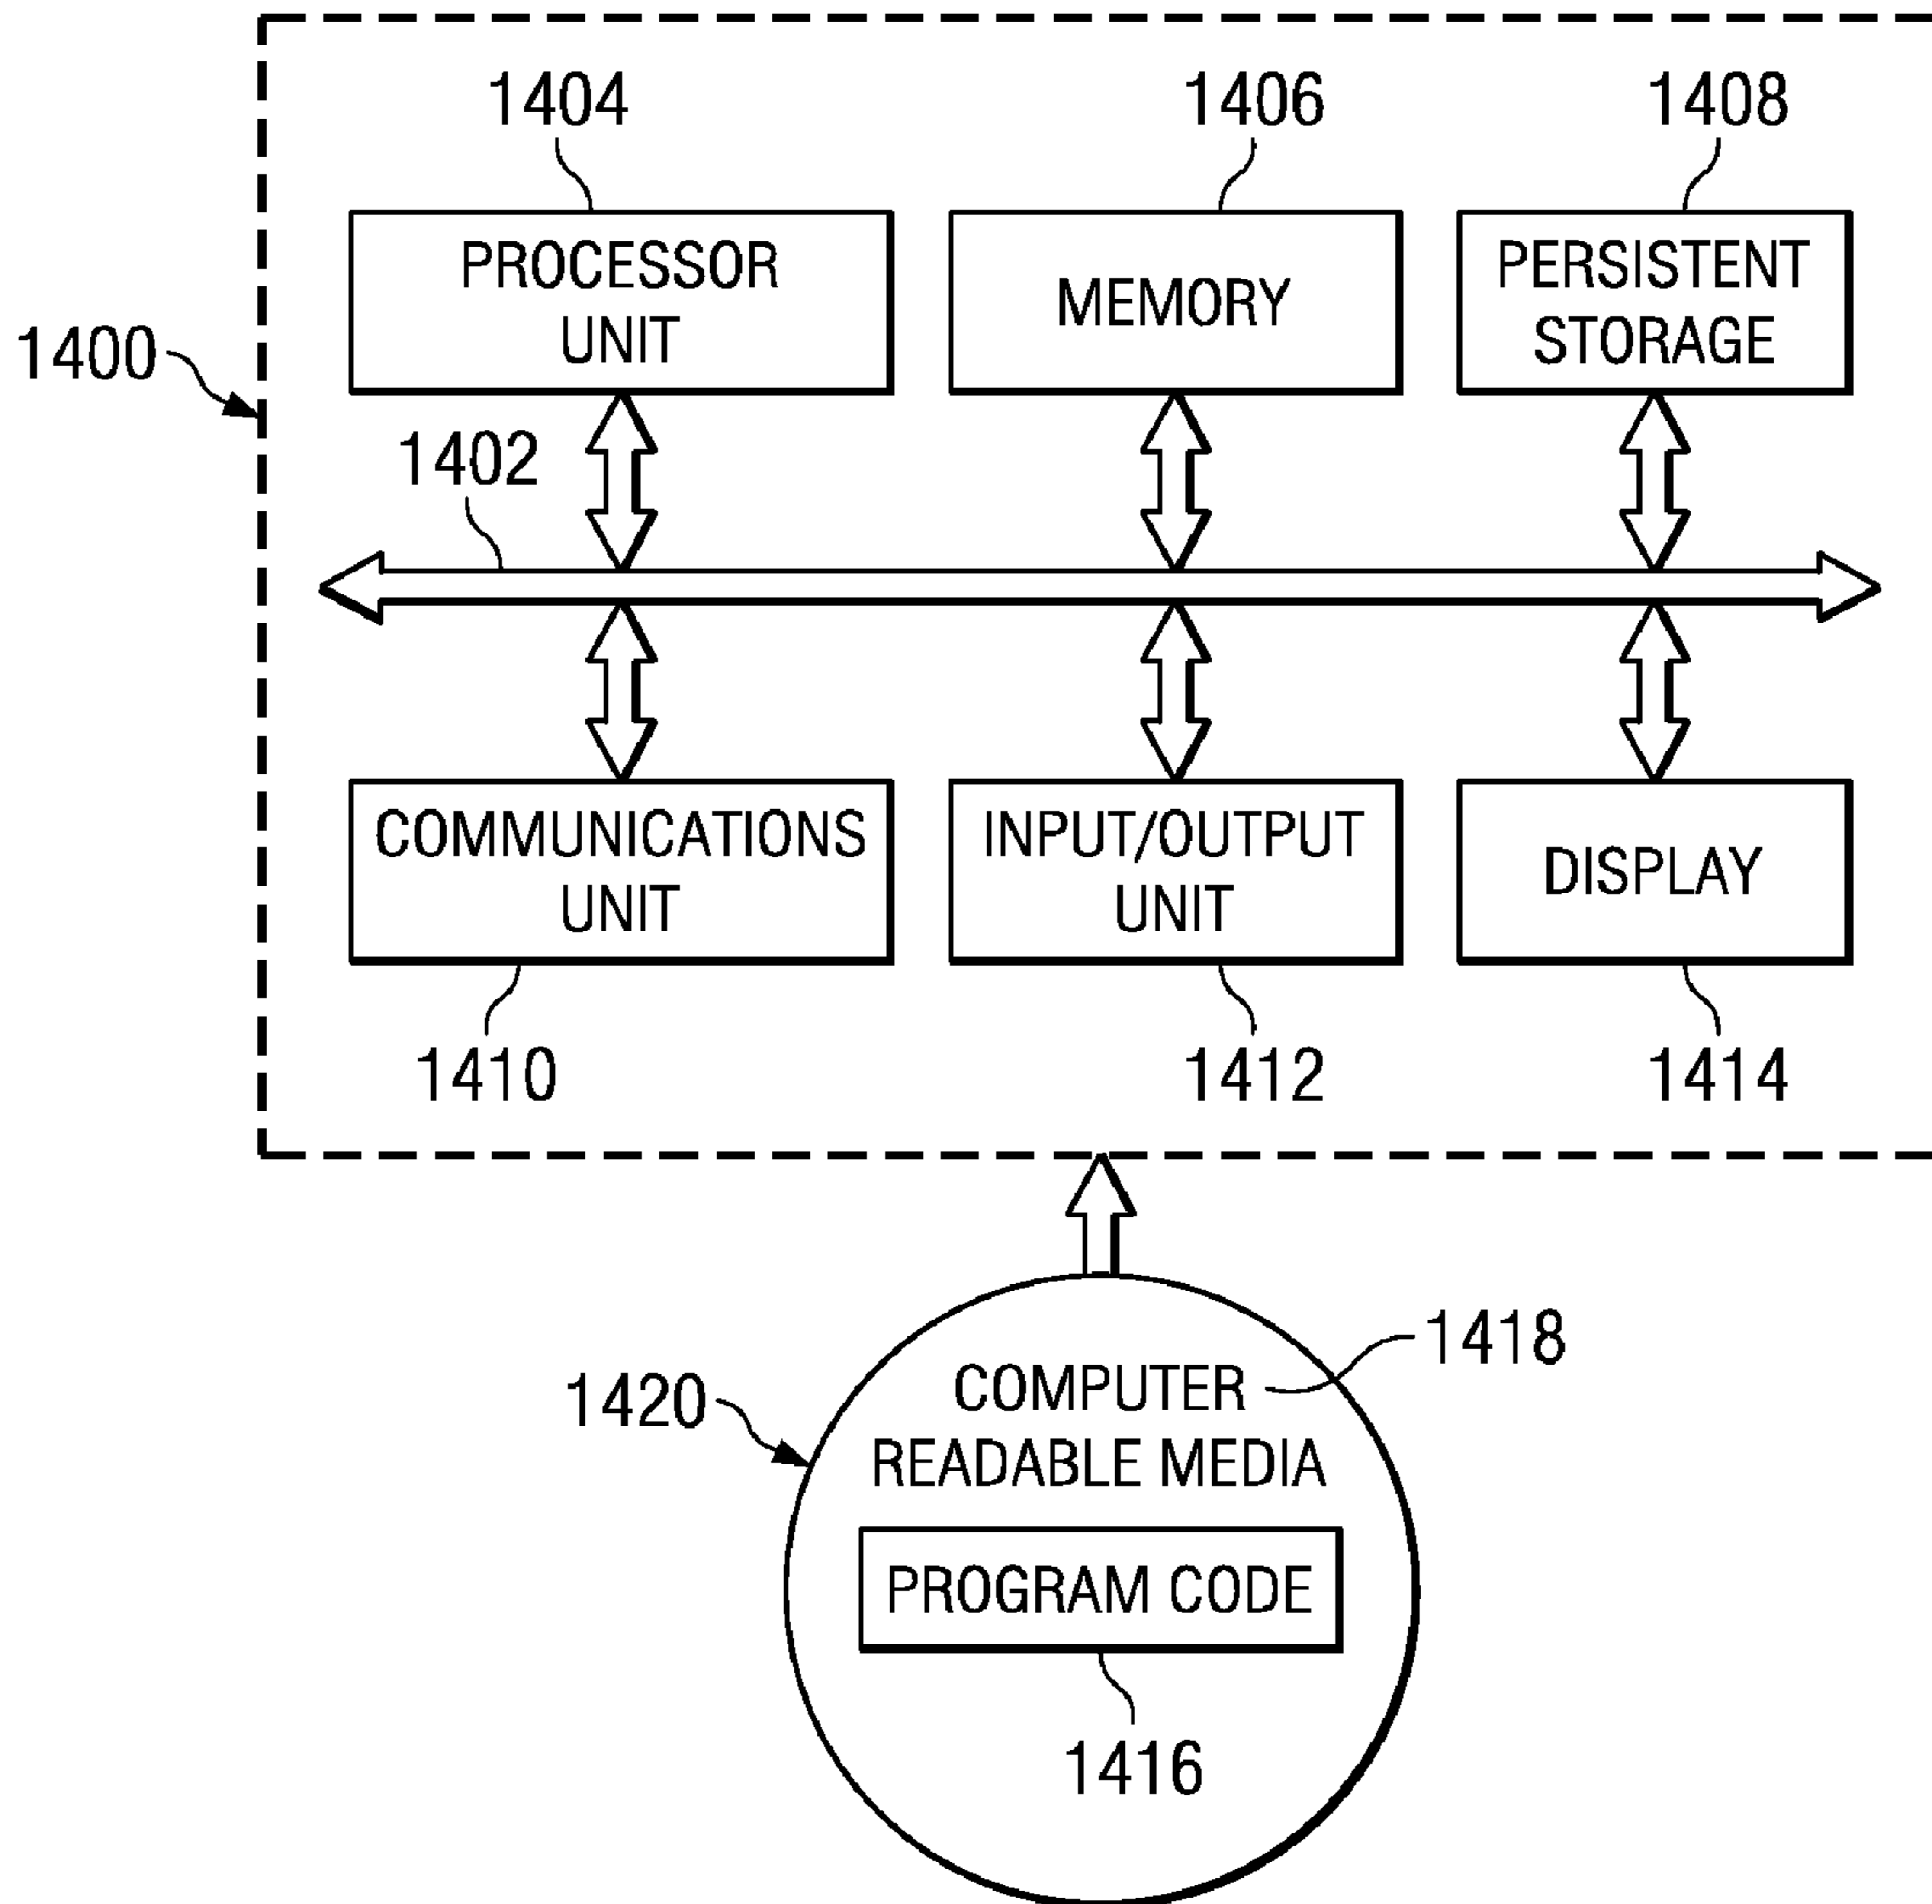 1404
1406
1408
PROCESSOR
UNIT
MEMORY
PERSISTENT
STORAGE
1400
1402
COMMUNICATIONS
UNIT
INPUT/OUTPUT
UNIT
DISPLAY
1410
1412
1414
1418
1420
COMPUTER
READABLE MEDIA
PROGRAM CODE
1416